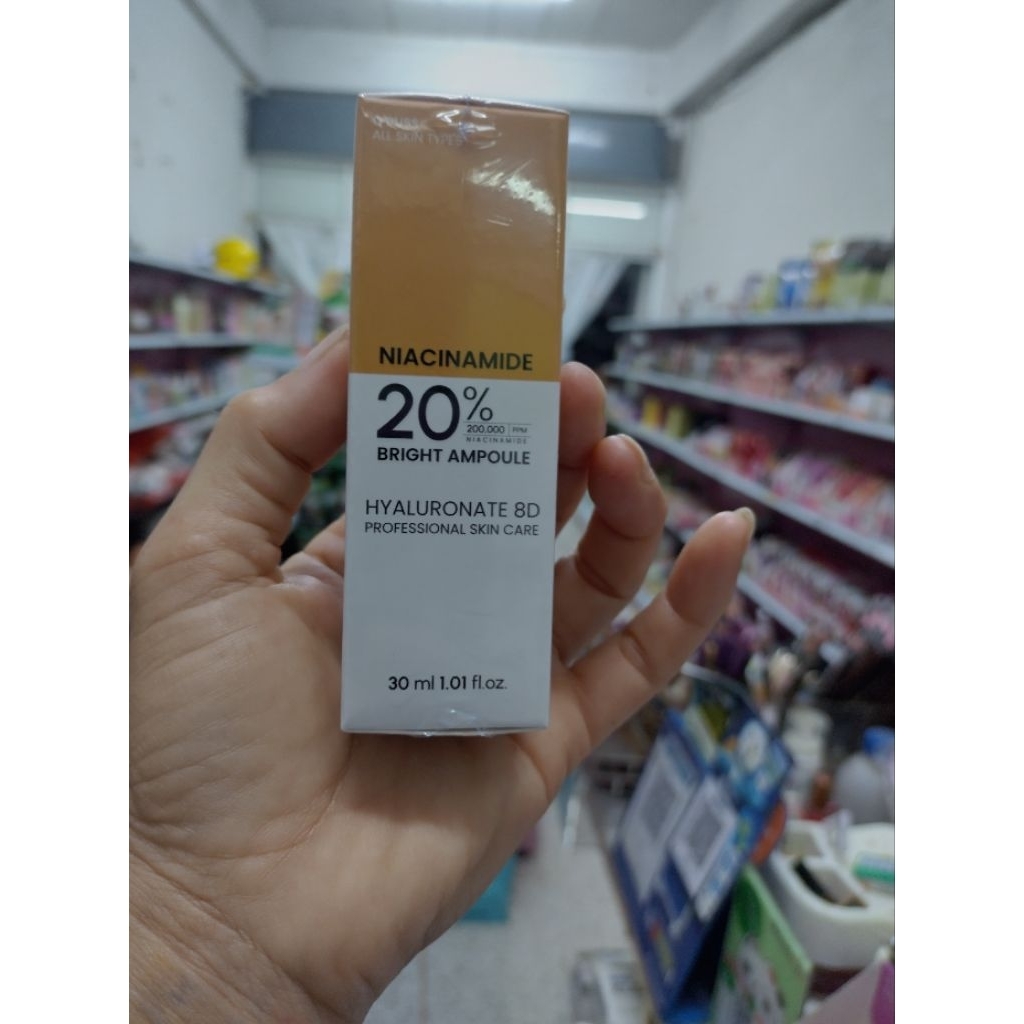 ALL SKIN TYPES
NIACINAMIDE
20%
200,000 PPM
NIACINAMIDE
BRIGHT AMPOULE
HYALURONATE 8D
PROFESSIONAL SKIN CARE
30 ml 1.01 fl.oz.